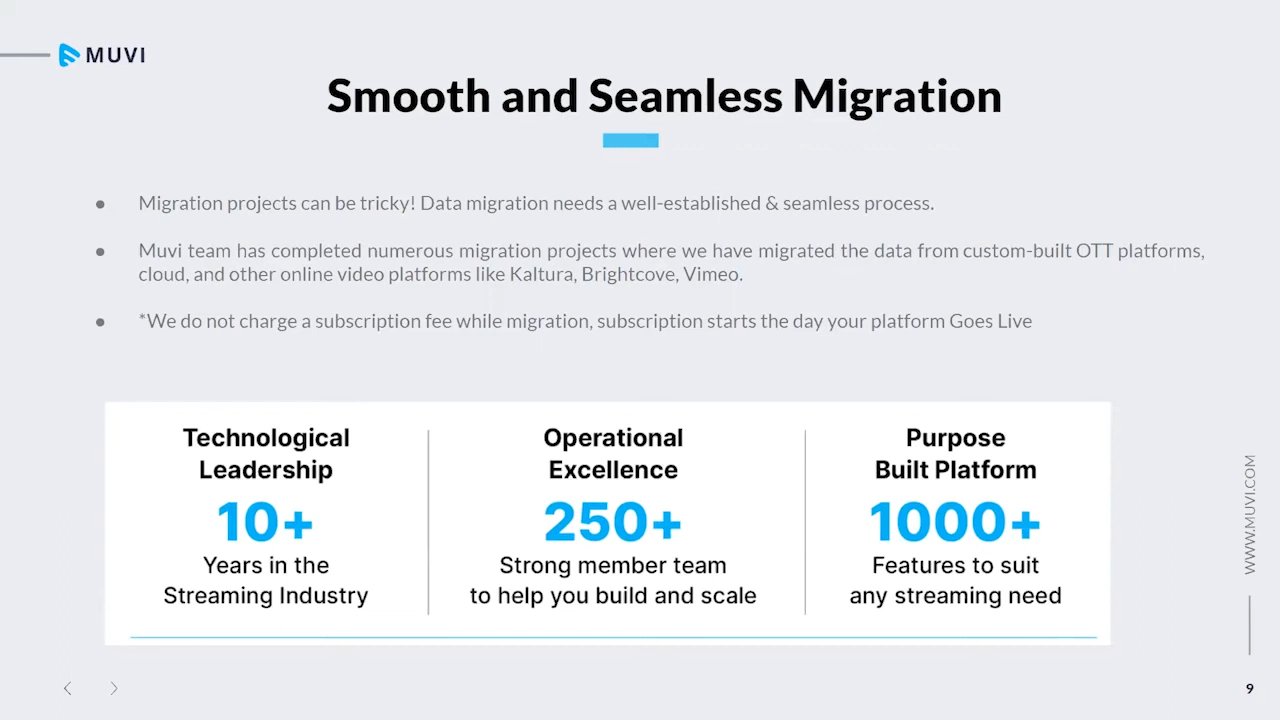 MUVI
Smooth and Seamless Migration
● Migration projects can be tricky! Data migration needs a well-established & seamless process.
● Muvi team has completed numerous migration projects where we have migrated the data from custom-built OTT platforms,
cloud, and other online video platforms like Kaltura, Brightcove, Vimeo.
● *We do not charge a subscription fee while migration, subscription starts the day your platform Goes Live
Technological
Leadership
10+
Years in the
Streaming Industry
Operational
Excellence
250+
Strong member team
to help you build and scale
Purpose
Built Platform
1000+
Features to suit
any streaming need
WWW.MUVI.COM
9